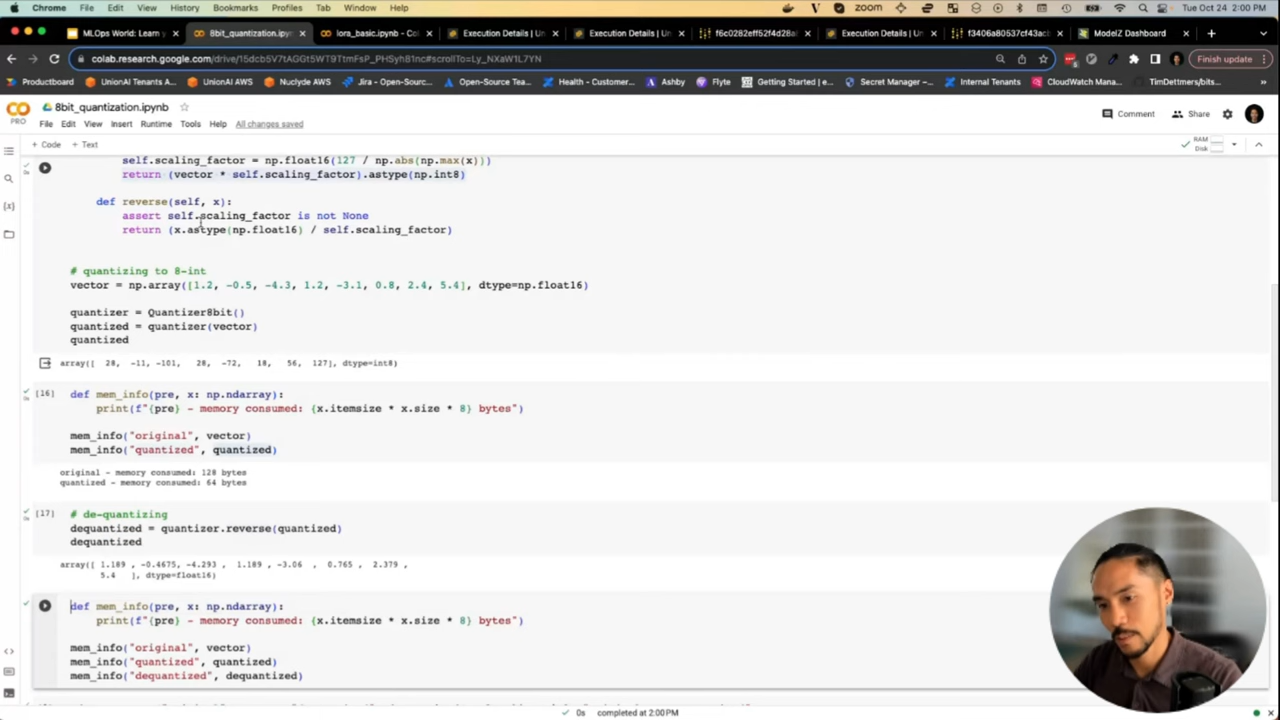 Chrome File Edit View History Bookmarks Profiles Tab Window Help zoom Tue Oct 24 2:00 PM
MLOps World: Learn y 8bit_quantization.ipynb lora_basic.ipynb - Co Execution Details | Un Execution Details | Un f6c0282eff52f4d28a Execution Details | Un f3406a80537cf43acb ModelZ Dashboard
colab.research.google.com/drive/15dcb5V7tAGGt5WT9TtmFsP_PHSyh81nc#scrollTo=Ly_NXaW1L7YN Finish update
Productboard UnionAI Tenants A... UnionAI AWS Nuclyde AWS Jira - Open-Sourc... Open-Source Tea... Health - Customer... Ashby Flyte Getting Started | e... Secret Manager -... Internal Tenants CloudWatch Manag... TimDettmers/bits...
8bit_quantization.ipynb
PRO
File Edit View Insert Runtime Tools Help All changes saved
Comment Share
+ Code + Text
RAM
Disk
self.scaling_factor = np.float16(127 / np.abs(np.max(x)))
return (vector * self.scaling_factor).astype(np.int8)
def reverse(self, x):
assert self.scaling_factor is not None
return (x.astype(np.float16) / self.scaling_factor)
# quantizing to 8-int
vector = np.array([1.2, -0.5, -4.3, 1.2, -3.1, 0.8, 2.4, 5.4], dtype=np.float16)
quantizer = Quantizer8bit()
quantized = quantizer(vector)
quantized
array([ 28, -11, -101, 28, -72, 18, 56, 127], dtype=int8)
[16] def mem_info(pre, x: np.ndarray):
print(f"{pre} - memory consumed: {x.itemsize * x.size * 8} bytes")
mem_info("original", vector)
mem_info("quantized", quantized)
original - memory consumed: 128 bytes
quantized - memory consumed: 64 bytes
[17] # de-quantizing
dequantized = quantizer.reverse(quantized)
dequantized
array([ 1.189 , -0.4675, -4.293 , 1.189 , -3.06 , 0.765 , 2.379 ,
5.4 ], dtype=float16)
def mem_info(pre, x: np.ndarray):
print(f"{pre} - memory consumed: {x.itemsize * x.size * 8} bytes")
mem_info("original", vector)
mem_info("quantized", quantized)
mem_info("dequantized", dequantized)
0s completed at 2:00PM